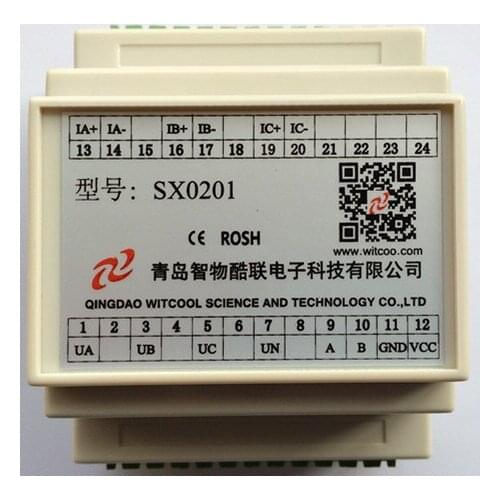 IA+ IA- IB+ IB- IC+ IC-
13 14 15 16 17 18 19 20 21 22 23 24
型号: SX0201
CE ROSH
www.witcoo.com
青岛智物酷联电子科技有限公司
QINGDAO WITCOOL SCIENCE AND TECHNOLOGY CO.,LTD
1 2 3 4 5 6 7 8 9 10 11 12
UA UB UC UN A B GND VCC